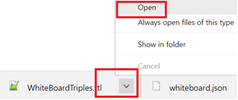 Open
Always open files of this type
Show in folder
Cancel
WhiteBoardTriples.ttl
whiteboard.json